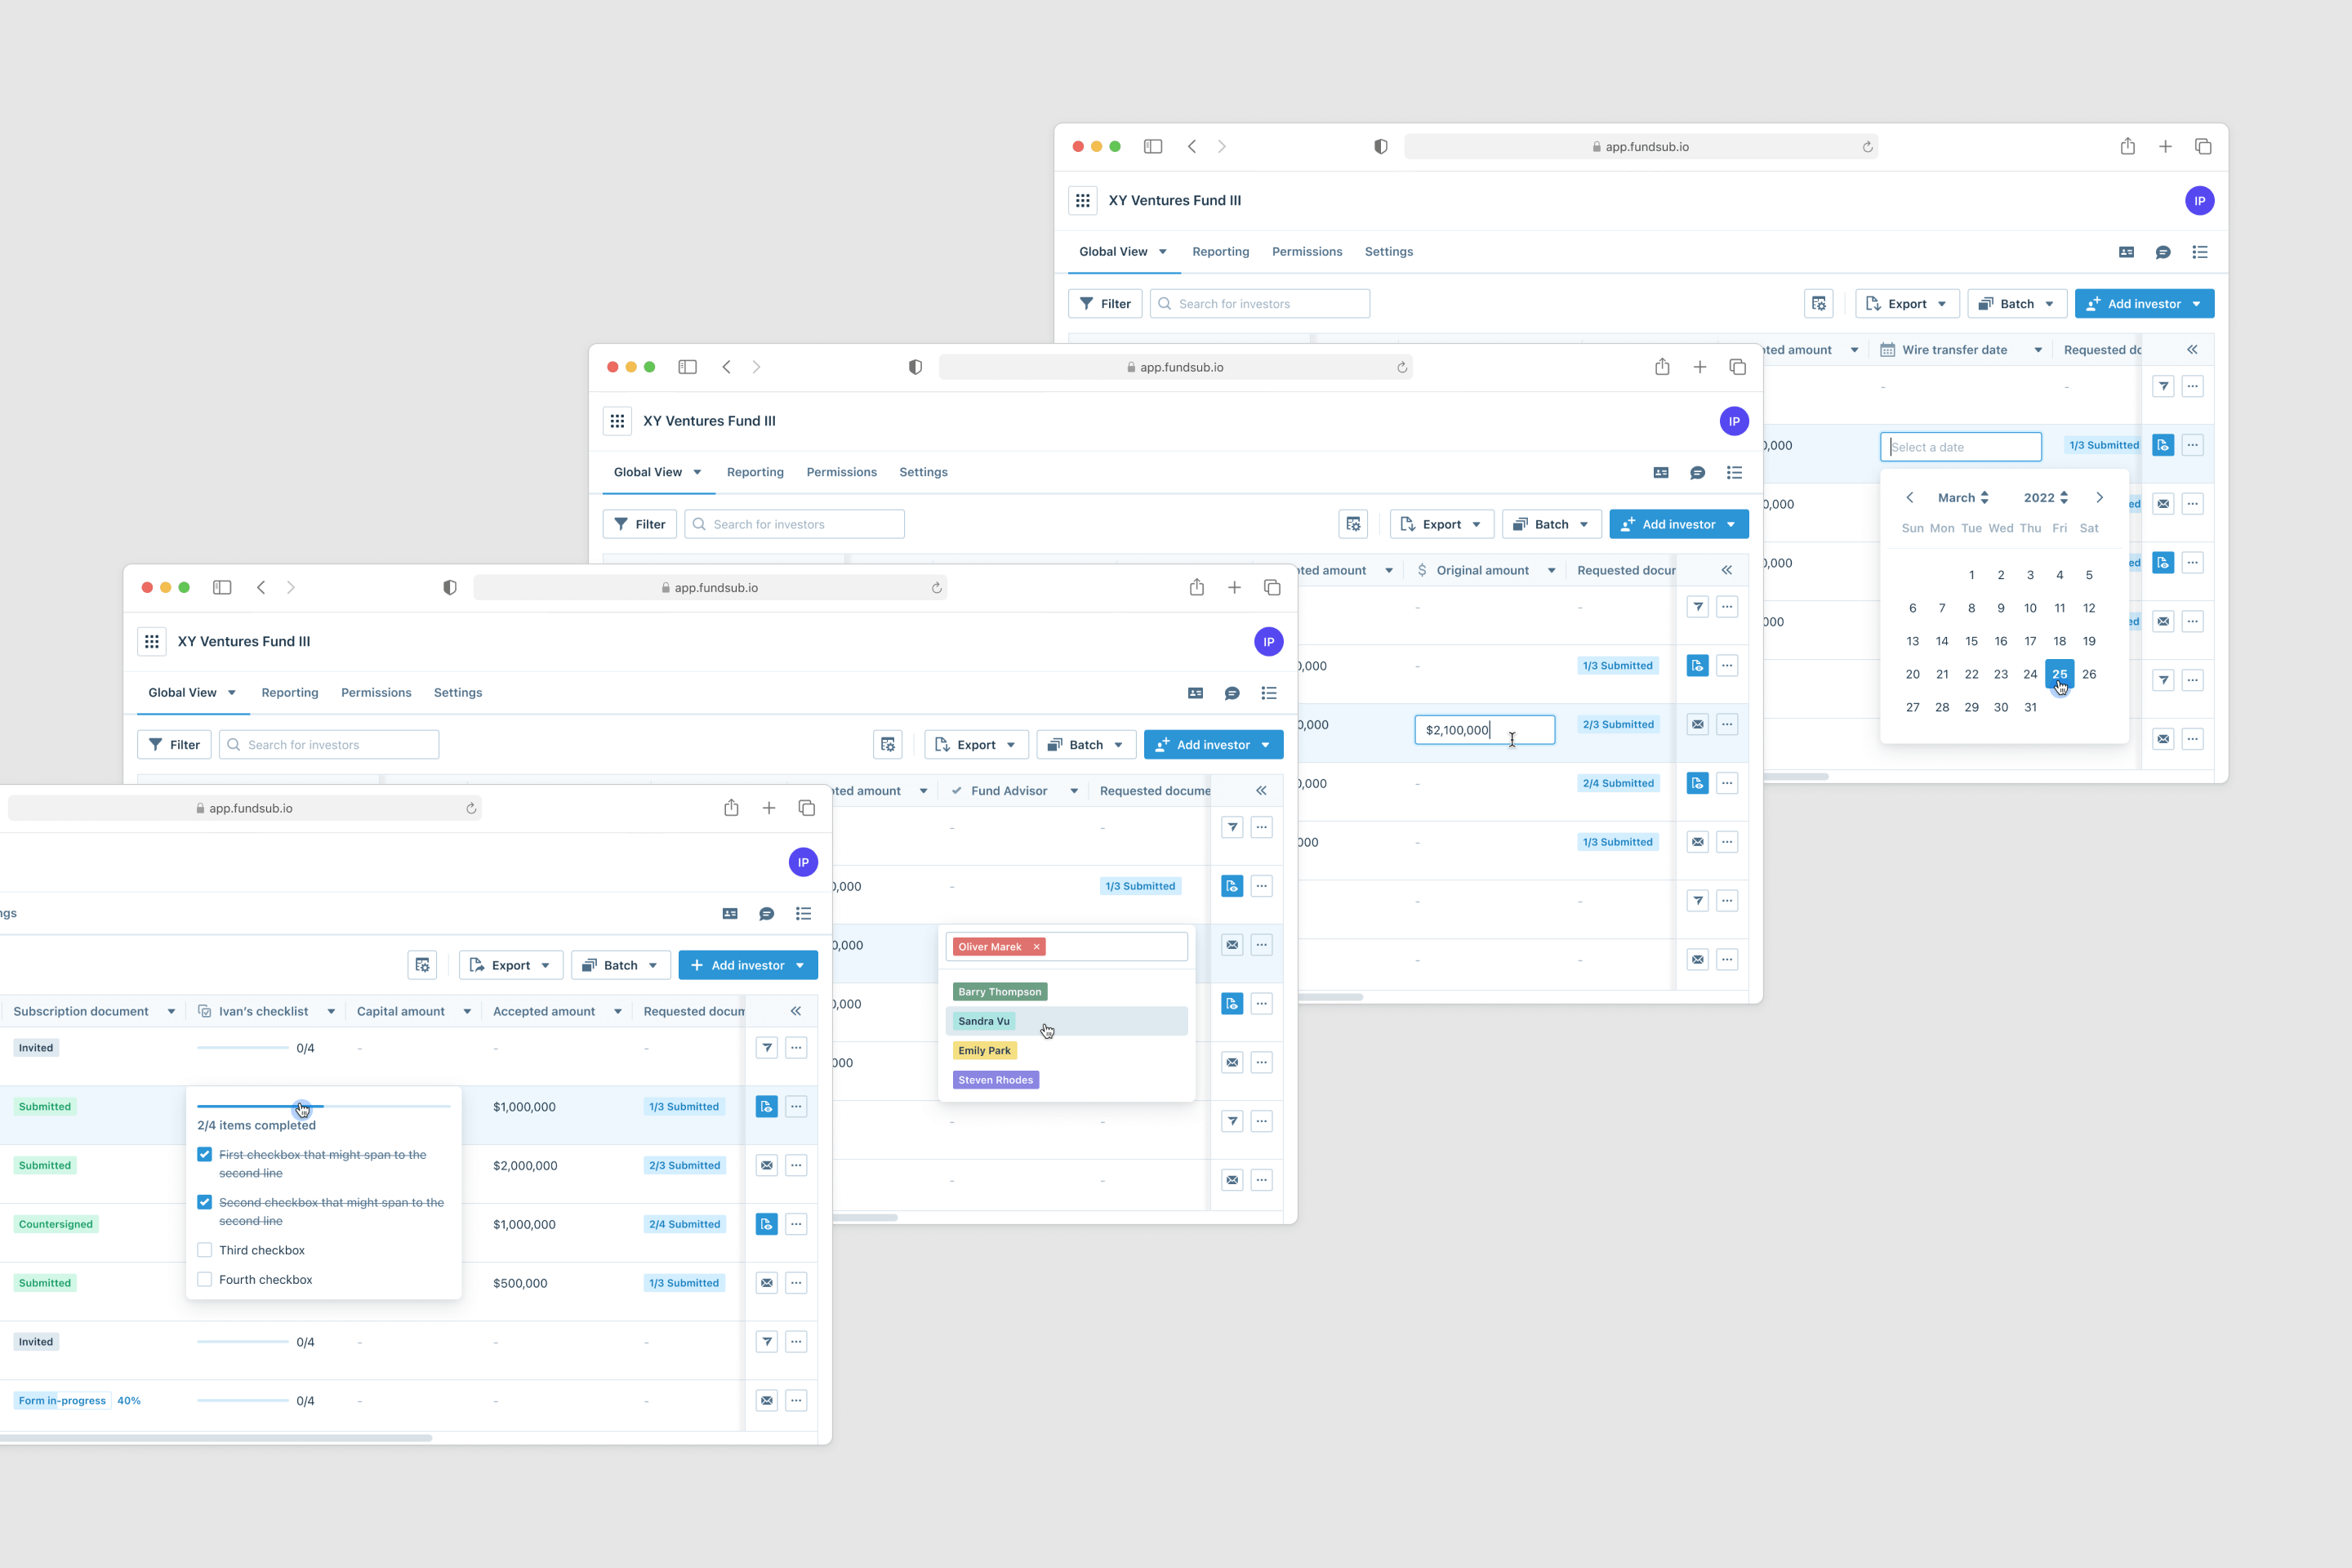 app.fundsub.io
XY Ventures Fund III
IP
Global View
Reporting
Permissions
Settings
Filter
Search for investors
Export
Batch
Add investor
ted amount
Wire transfer date
Requested dc
-
-
0,000
Select a date
1/3 Submitted
March
2022
Sun Mon Tue Wed Thu Fri Sat
1 2 3 4 5
6 7 8 9 10 11 12
13 14 15 16 17 18 19
20 21 22 23 24 25 26
27 28 29 30 31
0,000
ed
0,000
ed
000
ed
app.fundsub.io
XY Ventures Fund III
IP
Global View
Reporting
Permissions
Settings
Filter
Search for investors
Export
Batch
Add investor
ted amount
$ Original amount
Requested docur
-
-
0,000
-
1/3 Submitted
0,000
$2,100,000
2/3 Submitted
0,000
-
2/4 Submitted
000
-
1/3 Submitted
-
-
-
-
app.fundsub.io
XY Ventures Fund III
IP
Global View
Reporting
Permissions
Settings
Filter
Search for investors
Export
Batch
Add investor
ted amount
Fund Advisor
Requested docume
-
-
0,000
-
1/3 Submitted
0,000
Oliver Marek ×
Barry Thompson
Sandra Vu
Emily Park
Steven Rhodes
0,000
000
-
-
-
-
app.fundsub.io
IP
ngs
Export
Batch
Add investor
Subscription document
Ivan's checklist
Capital amount
Accepted amount
Requested docum
Invited
0/4
-
-
-
Submitted
2/4 items completed
First checkbox that might span to the
second line
Second checkbox that might span to the
second line
Third checkbox
Fourth checkbox
$1,000,000
1/3 Submitted
Submitted
$2,000,000
2/3 Submitted
Countersigned
$1,000,000
2/4 Submitted
Submitted
$500,000
1/3 Submitted
Invited
0/4
-
-
-
Form in-progress 40%
0/4
-
-
-